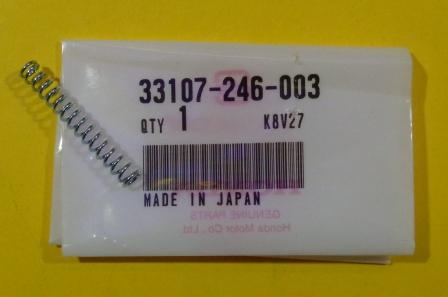 33107-246-003
QTY 1 K8V27
MADE IN JAPAN
GENUINE PARTS
Honda Motor Co., Ltd.